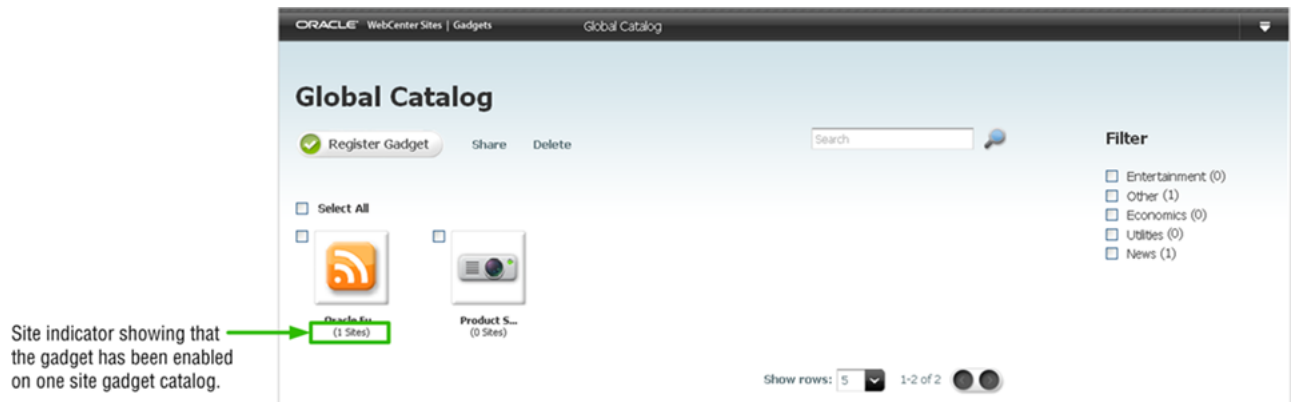 ORACLE WebCenter Sites | Gadgets Global Catalog
Global Catalog
Register Gadget Share Delete Search Filter
Entertainment (0)
Other (1)
Economics (0)
Utilities (0)
News (1)
Select All
Oracle Fu... Product S...
(1 Sites) (0 Sites)
Site indicator showing that
the gadget has been enabled
on one site gadget catalog.
Show rows: 5 1-2 of 2